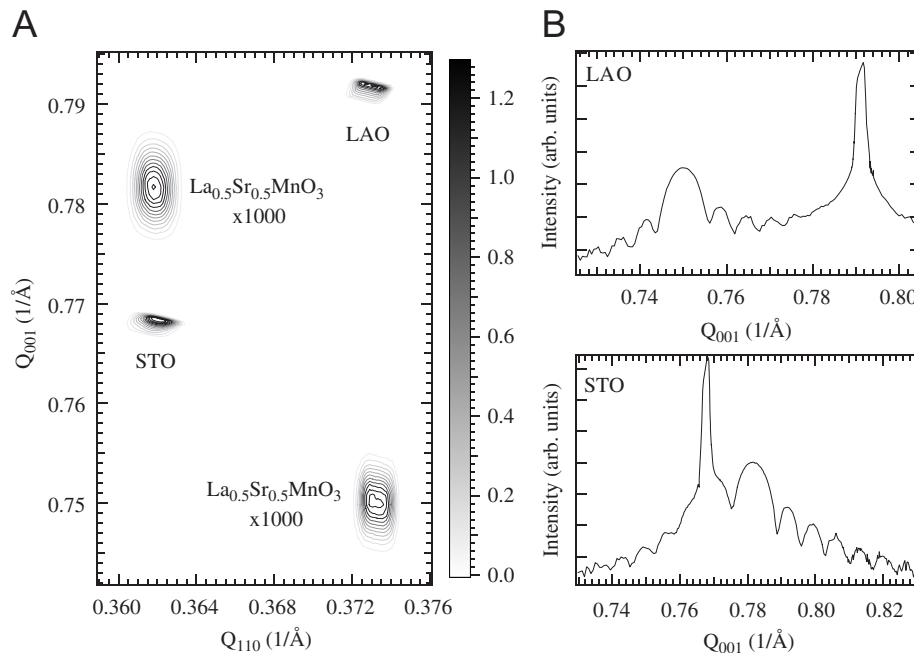 A
B
0.79
0.78
0.77
0.76
0.75
Q₀₀₁ (1/Å)
LAO
La₀.₅Sr₀.₅MnO₃
x1000
STO
La₀.₅Sr₀.₅MnO₃
x1000
0.360
0.364
0.368
0.372
0.376
Q₁₁₀ (1/Å)
1.2
1.0
0.8
0.6
0.4
0.2
0.0
LAO
Intensity (arb. units)
0.74
0.76
0.78
0.80
Q₀₀₁ (1/Å)
STO
Intensity (arb. units)
0.74
0.76
0.78
0.80
0.82
Q₀₀₁ (1/Å)